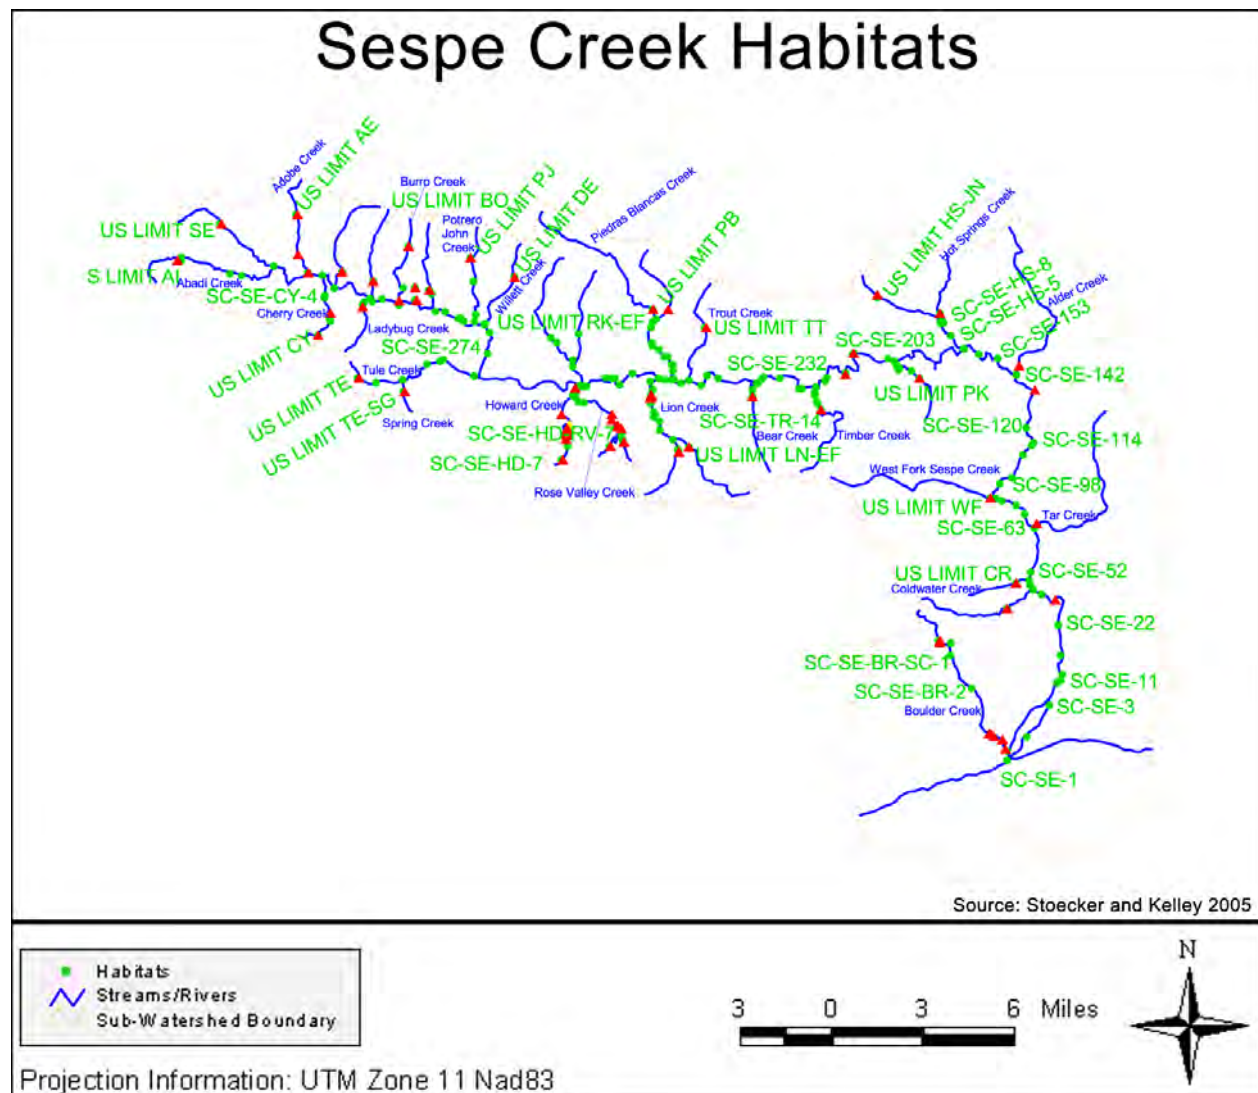 Sespe Creek Habitats
Adobe Creek
US LIMIT AE
Burro Creek
US LIMIT BO
Potrero
John
Creek
US LIMIT PJ
US LIMIT DE
Willett Creek
Piedras Blancas Creek
US LIMIT PB
US LIMIT HS-JN
Hot Springs Creek
SC-SE-HS-8
SC-SE-HS-5
SC-SE-153
Alder Creek
US LIMIT SE
S LIMIT AI
Abadi Creek
SC-SE-CY-4
Cherry Creek
US LIMIT CY
Ladybug Creek
SC-SE-274
US LIMIT RK-EF
Trout Creek
US LIMIT TT
SC-SE-203
SC-SE-232
SC-SE-142
US LIMIT PK
US LIMIT TE
Tule Creek
US LIMIT TE-SG
Spring Creek
Howard Creek
SC-SE-HD-RV-7
SC-SE-HD-7
Rose Valley Creek
Lion Creek
US LIMIT LN-EF
SC-SE-TR-14
Bear Creek
Timber Creek
SC-SE-120
SC-SE-114
West Fork Sespe Creek
SC-SE-98
US LIMIT WF
SC-SE-63
Tar Creek
US LIMIT CR
SC-SE-52
Coldwater Creek
SC-SE-22
SC-SE-BR-SC-1
SC-SE-BR-2
SC-SE-11
Boulder Creek
SC-SE-3
SC-SE-1
Source: Stoecker and Kelley 2005
Habitats
Streams/Rivers
Sub-Watershed Boundary
3 0 3 6 Miles
N
Projection Information: UTM Zone 11 Nad83